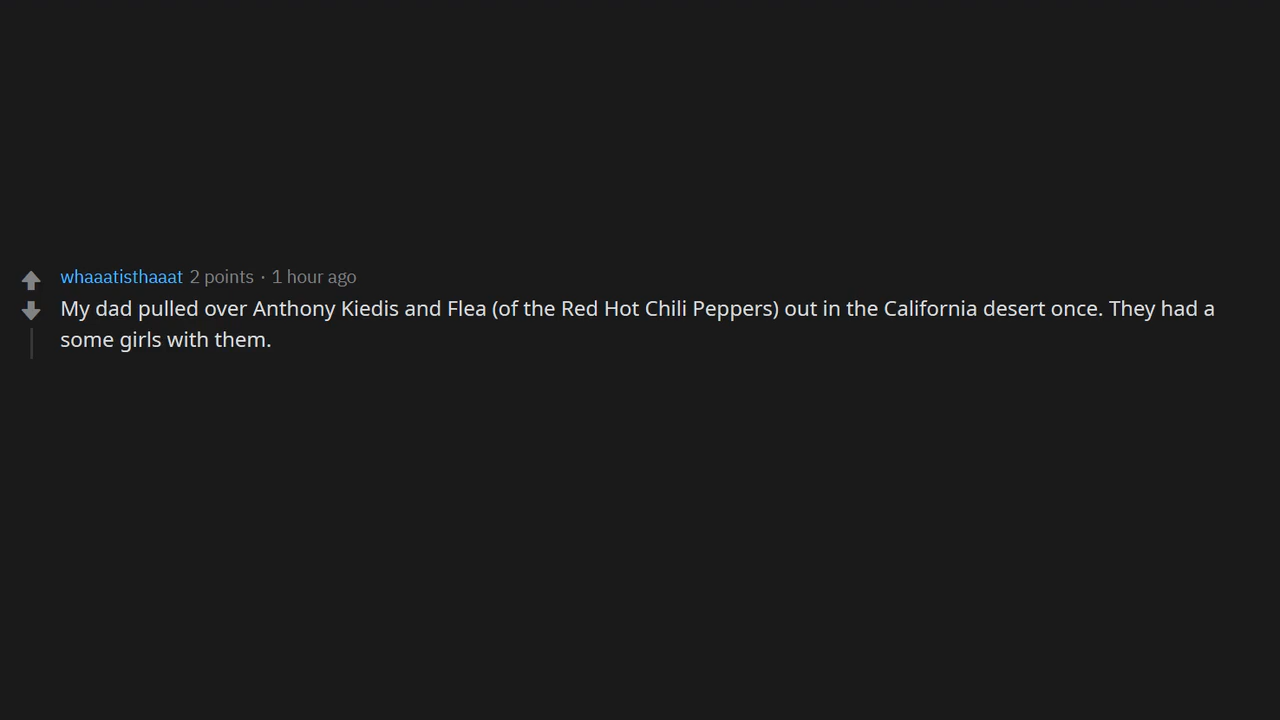 whaaatisthaaat 2 points · 1 hour ago
My dad pulled over Anthony Kiedis and Flea (of the Red Hot Chili Peppers) out in the California desert once. They had a
some girls with them.